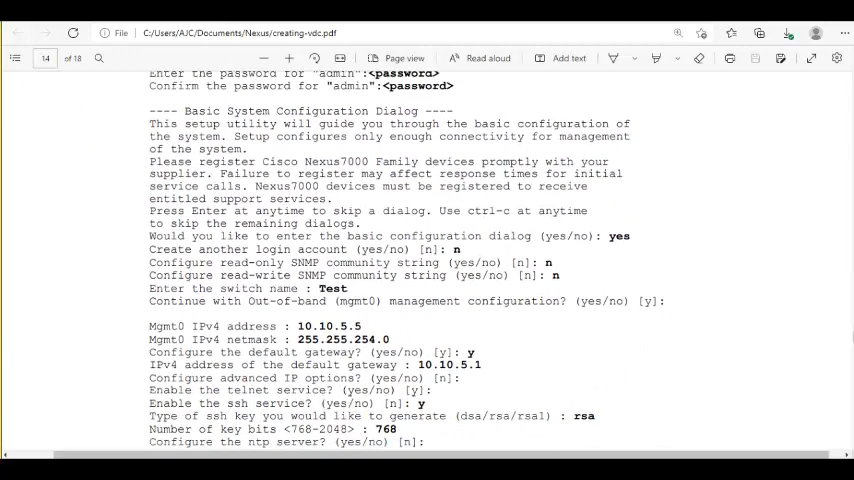 File
C:/Users/AJC/Documents/Nexus/creating-vdc.pdf
14 of 18
Page view
Read aloud
Add text
Enter the password for "admin":<password>
Confirm the password for "admin":<password>
---- Basic System Configuration Dialog ----
This setup utility will guide you through the basic configuration of
the system. Setup configures only enough connectivity for management
of the system.
Please register Cisco Nexus7000 Family devices promptly with your
supplier. Failure to register may affect response times for initial
service calls. Nexus7000 devices must be registered to receive
entitled support services.
Press Enter at anytime to skip a dialog. Use ctrl-c at anytime
to skip the remaining dialogs.
Would you like to enter the basic configuration dialog (yes/no): yes
Create another login account (yes/no) [n]: n
Configure read-only SNMP community string (yes/no) [n]: n
Configure read-write SNMP community string (yes/no) [n]: n
Enter the switch name : Test
Continue with Out-of-band (mgmt0) management configuration? (yes/no) [y]:
Mgmt0 IPv4 address : 10.10.5.5
Mgmt0 IPv4 netmask : 255.255.254.0
Configure the default gateway? (yes/no) [y]: y
IPv4 address of the default gateway : 10.10.5.1
Configure advanced IP options? (yes/no) [n]:
Enable the telnet service? (yes/no) [y]:
Enable the ssh service? (yes/no) [n]: y
Type of ssh key you would like to generate (dsa/rsa/rsa1) : rsa
Number of key bits <768-2048> : 768
Configure the ntp server? (yes/no) [n]: